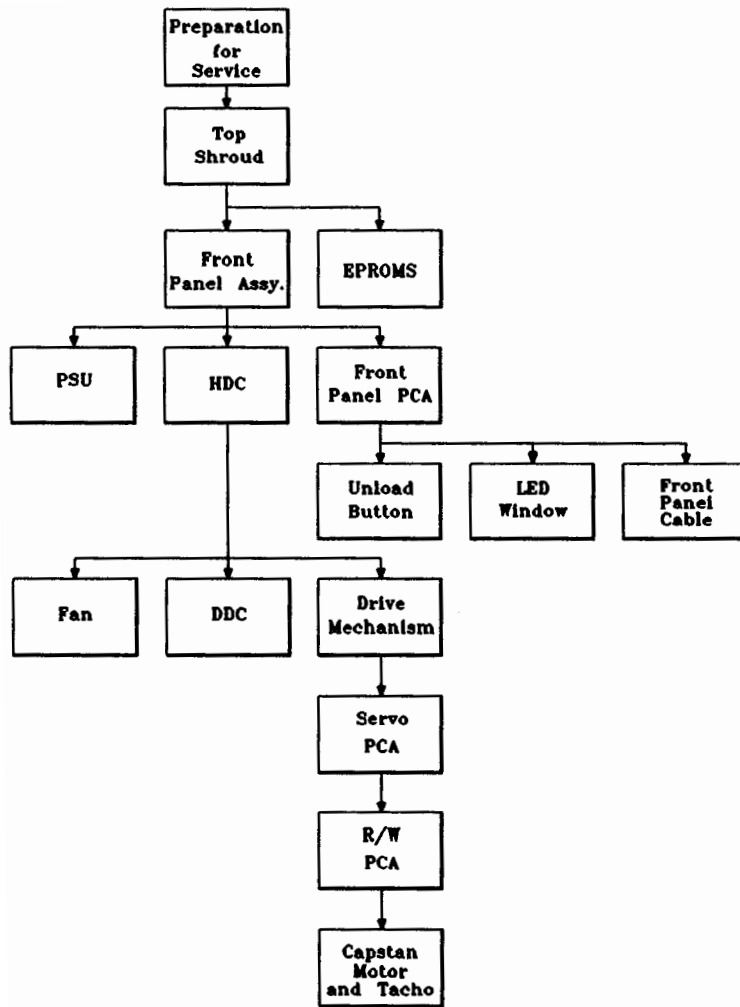 Preparation
for
Service
Top
Shroud
Front
Panel Assy.
EPROMS
PSU
HDC
Front
Panel PCA
Unload
Button
LED
Window
Front
Panel
Cable
Fan
DDC
Drive
Mechanism
Servo
PCA
R/W
PCA
Capstan
Motor
and Tacho